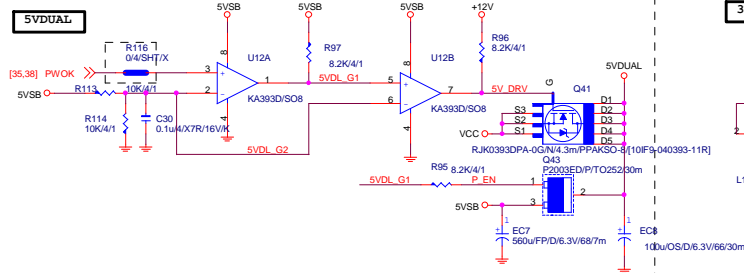 5VDUAL
5VSB
5VSB
+12V
3
R116
0/4/SHT/X
R97
8.2K/4/1
R96
8.2K/4/1
U12A
U12B
5VDUAL
[35,38] PWOK
8
3
+
1
5VDL_G1
5
8
+
7
5V_DRV
G
Q41
5VSB
R113
10K/4/1
2
-
6
-
KA393D/SO8
KA393D/SO8
4
4
R114
10K/4/1
C30
0.1u/4/X7R/16V/K
5VDL_G2
VCC
S3
S2
S1
D1
D2
D3
D4
D5
RJK0393DPA-0G/N/4.3m/PPAKSO-8/[10IF9-040393-11R]
Q43
P2003ED/P/TO252/30m
R95
8.2K/4/1
5VDL_G1
P_EN
1
2
3
5VSB
2
L1
1
+
EC7
560u/FP/D/6.3V/68/7m
1
+
EC8
100u/OS/D/6.3V/66/30m